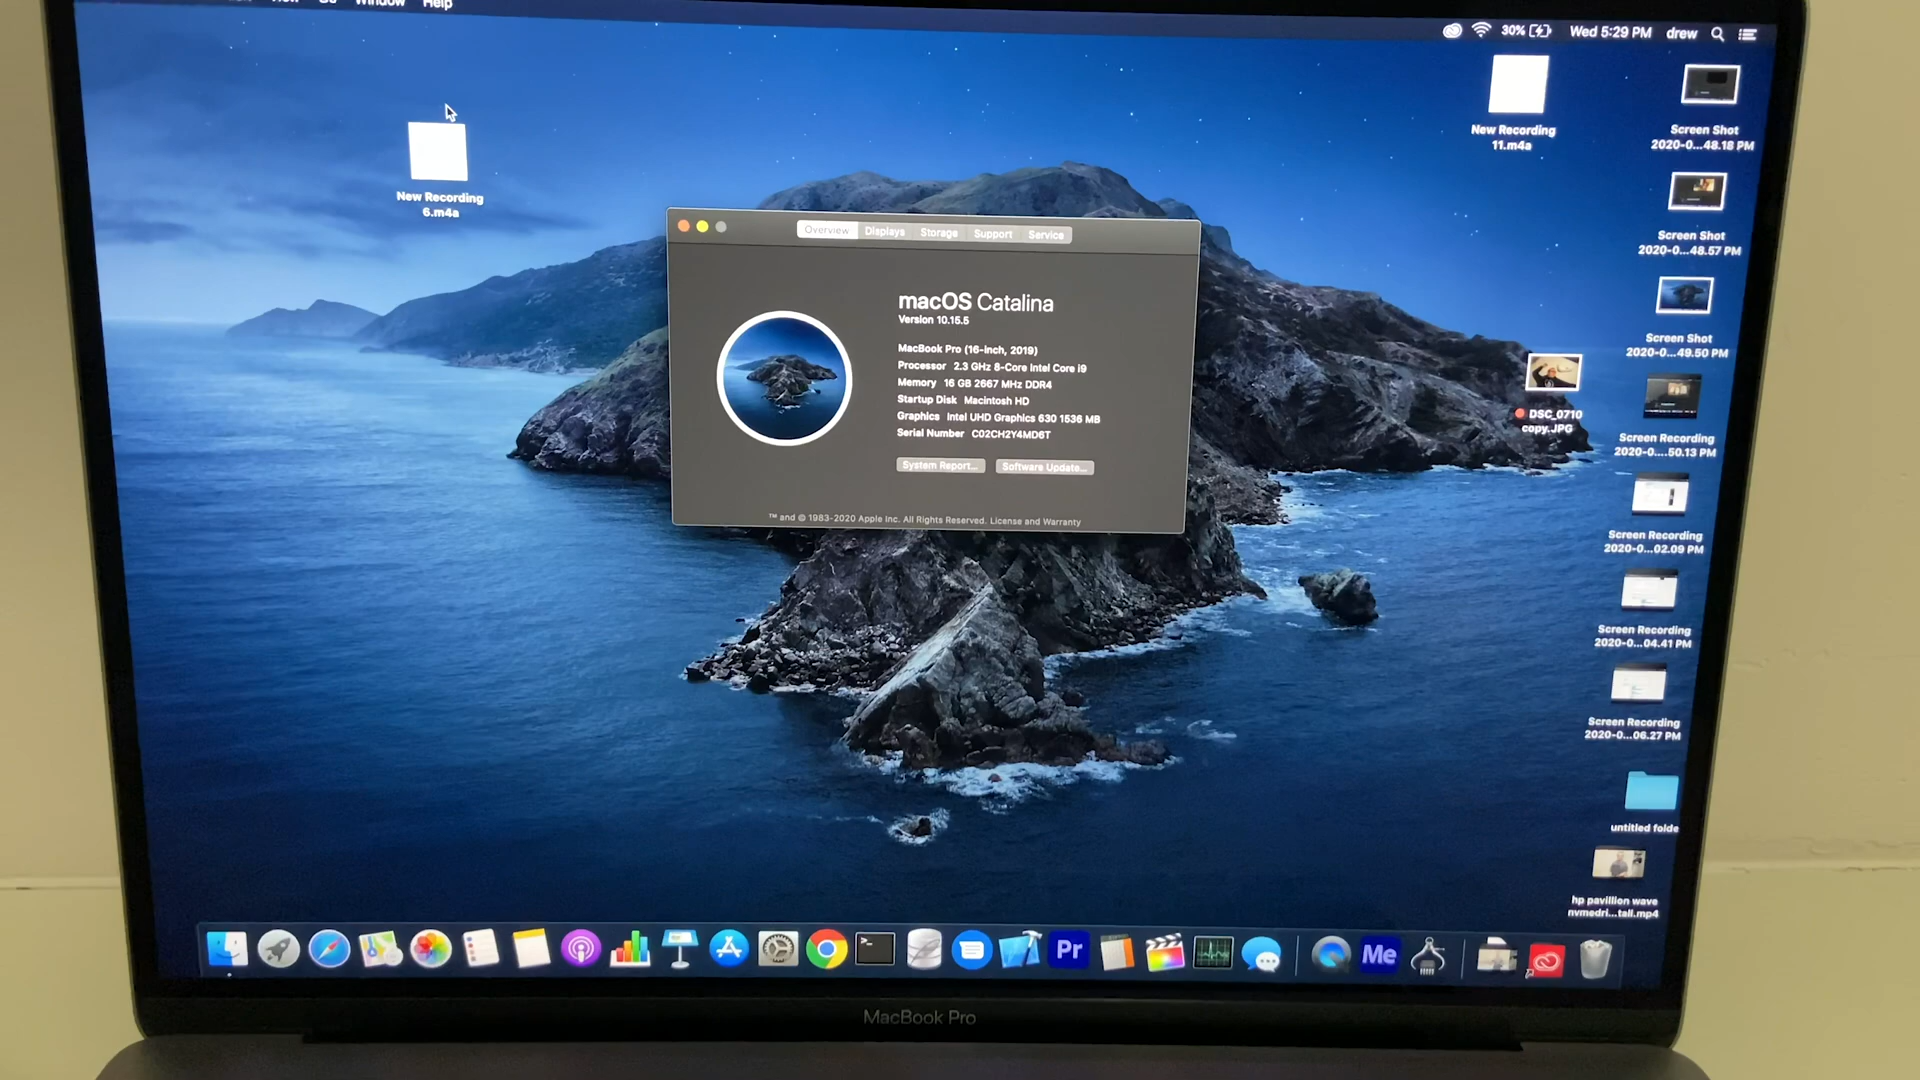 Window Help
30% Wed 5:29 PM drew
New Recording
6.m4a
New Recording
11.m4a
Screen Shot
2020-0...48.18 PM
Screen Shot
2020-0...48.57 PM
Screen Shot
2020-0...49.50 PM
DSC_0710
copy.JPG
Screen Recording
2020-0....50.13 PM
Screen Recording
2020-0...02.09 PM
Screen Recording
2020-0...04.41 PM
Screen Recording
2020-0...06.27 PM
untitled folde
hp pavillion wave
nvmedri...tall.mp4
Overview Displays Storage Support Service
macOS Catalina
Version 10.15.5
MacBook Pro (16-inch, 2019)
Processor 2.3 GHz 8-Core Intel Core i9
Memory 16 GB 2667 MHz DDR4
Startup Disk Macintosh HD
Graphics Intel UHD Graphics 630 1536 MB
Serial Number C02CH2Y4MD6T
System Report... Software Update...
™ and © 1983-2020 Apple Inc. All Rights Reserved. License and Warranty
Pr
Me
MacBook Pro